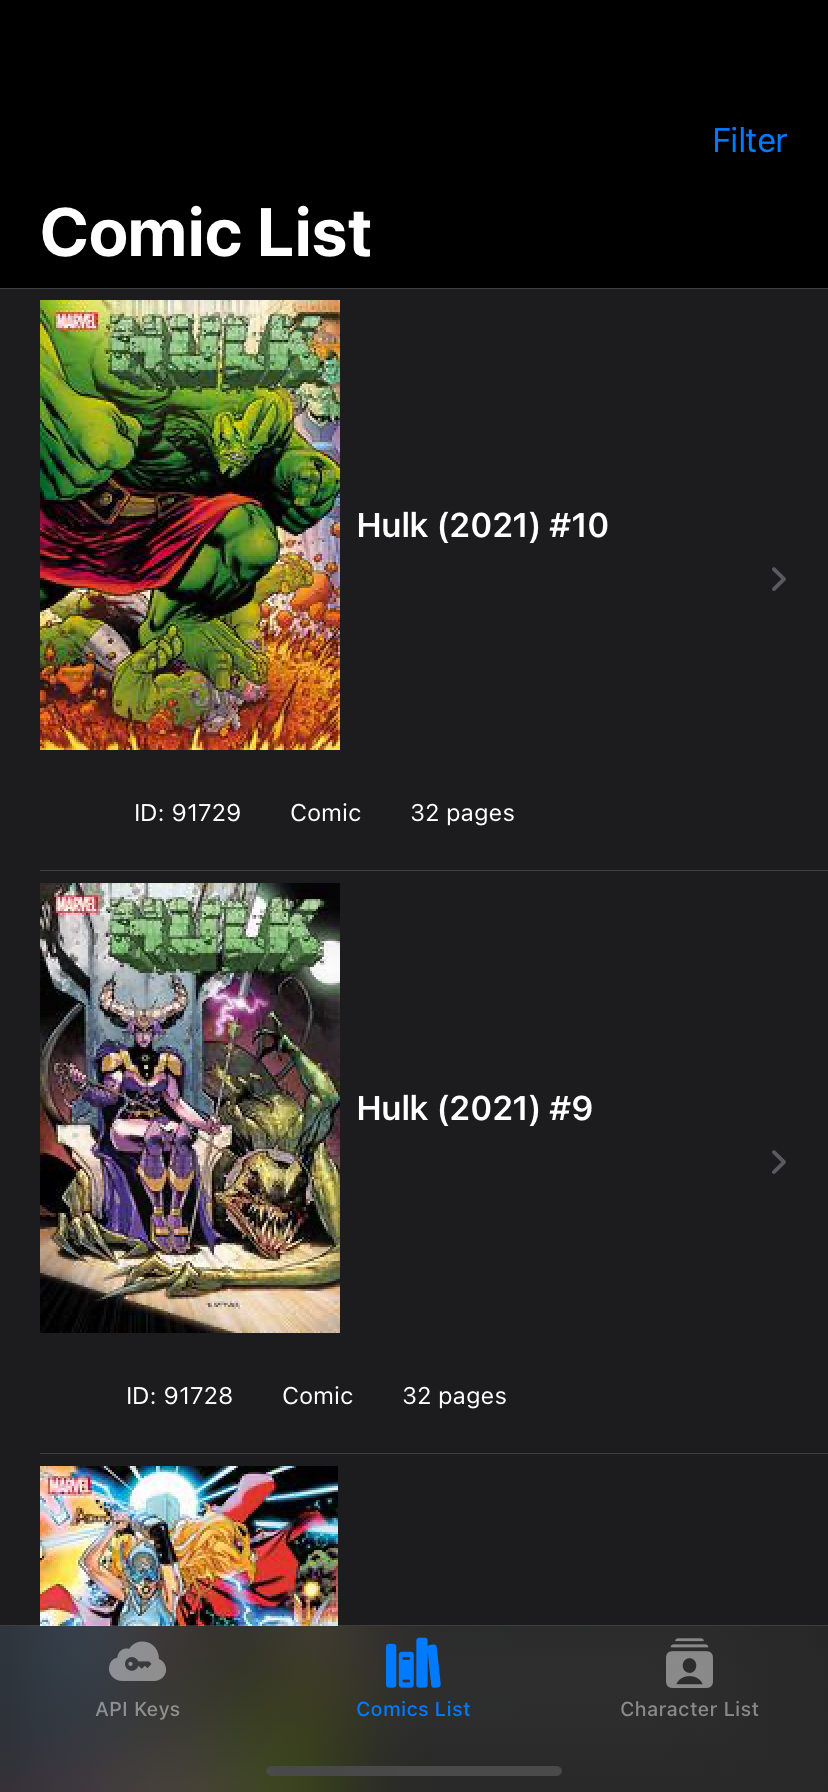 Filter
Comic List
MARVEL
HULK
Hulk (2021) #10
ID: 91729 Comic 32 pages
MARVEL
HULK
Hulk (2021) #9
ID: 91728 Comic 32 pages
MARVEL
API Keys
Comics List
Character List